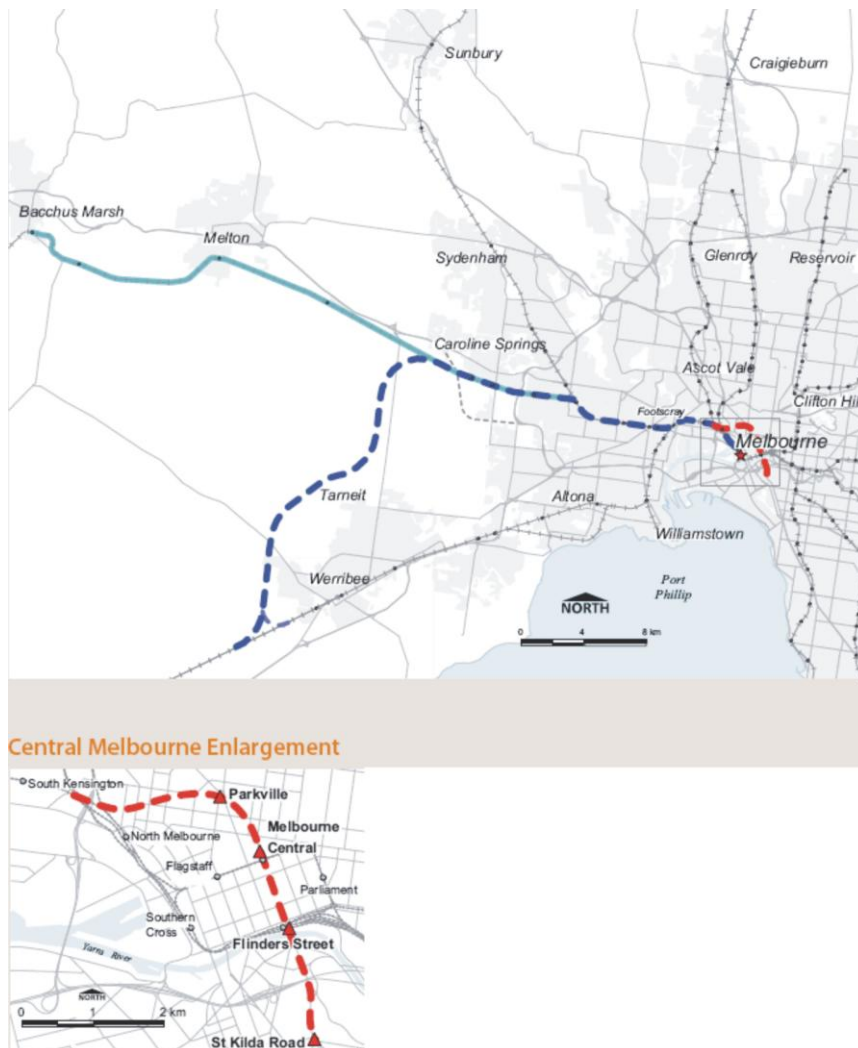 Sunbury
Craigieburn
Bacchus Marsh
Melton
Sydenham
Glenroy
Reservoir
Caroline Springs
Ascot Vale
Footscray
Clifton Hil
Melbourne
Tarneit
Altona
Williamstown
Werribee
Port
Phillip
NORTH
0 4 8 km
Central Melbourne Enlargement
South Kensington
Parkville
North Melbourne
Melbourne
Central
Flagstaff
Parliament
Southern
Cross
Flinders Street
Yarra River
NORTH
0 1 2 km
St Kilda Road